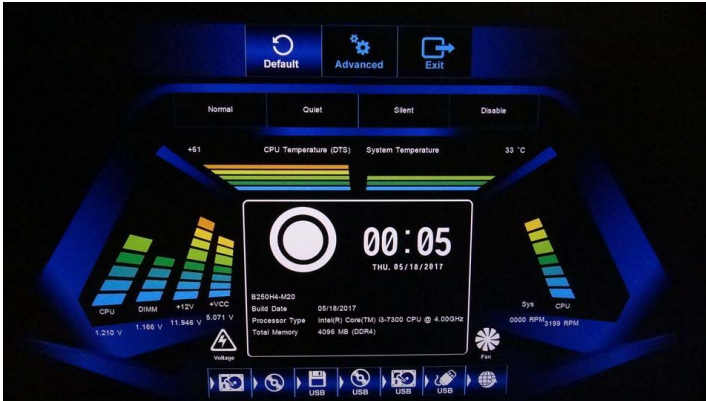 Default
Advanced
Exit
Normal
Quiet
Silent
Disable
+61
CPU Temperature (DTS)
System Temperature
33 °C
00:05
THU. 05/18/2017
B250H4-M20
Build Date 05/18/2017
Processor Type Intel(R) Core(TM) i3-7300 CPU @ 4.00GHz
Total Memory 4096 MB (DDR4)
CPU
DIMM
+12V
+VCC
1.210 V
1.166 V
11.946 V
5.071 V
Voltage
Sys
CPU
0000 RPM
3199 RPM
Fan
USB
USB
USB
USB